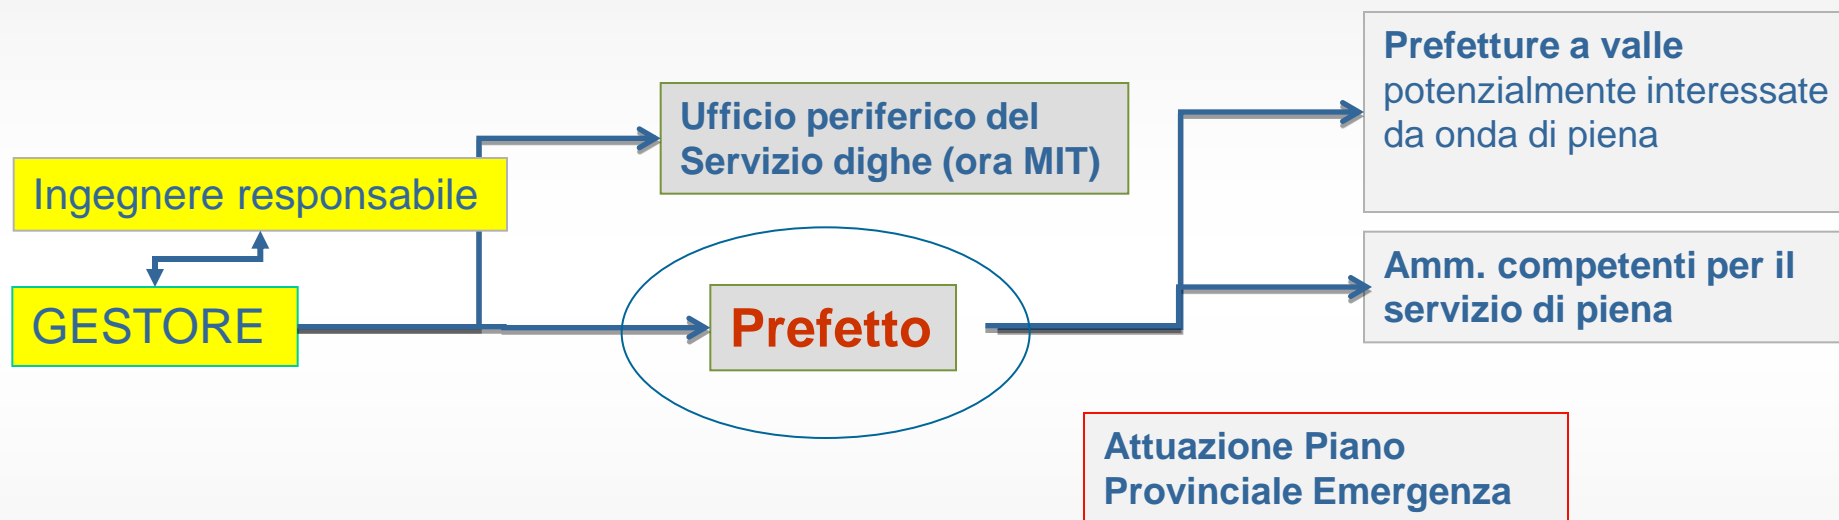 Ingegnere responsabile
GESTORE
Ufficio periferico del
Servizio dighe (ora MIT)
Prefetto
Prefetture a valle
potenzialmente interessate
da onda di piena
Amm. competenti per il
servizio di piena
Attuazione Piano
Provinciale Emergenza